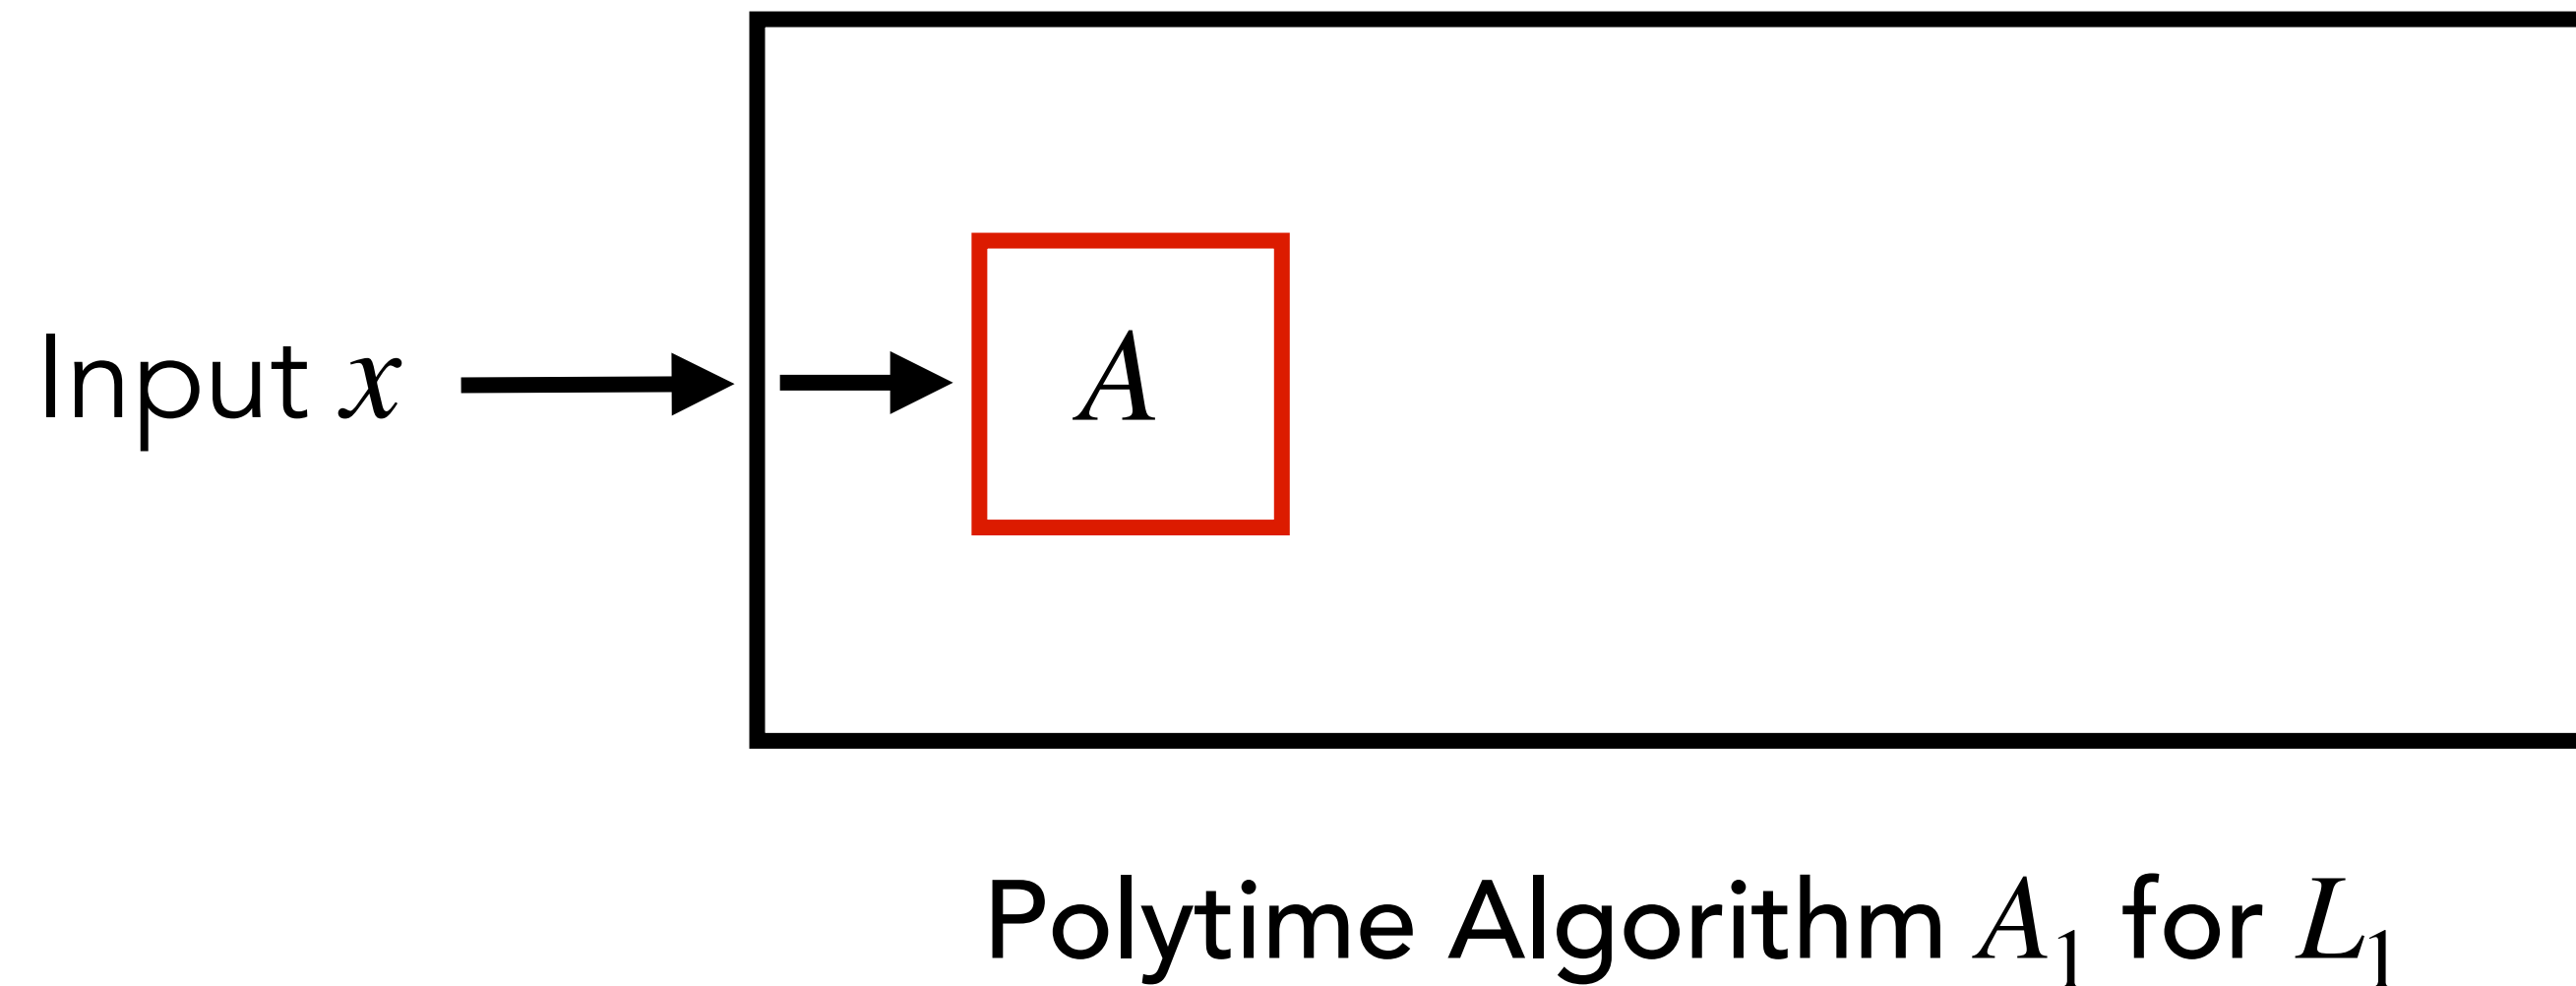 Input x
A
Polytime Algorithm A₁ for L₁